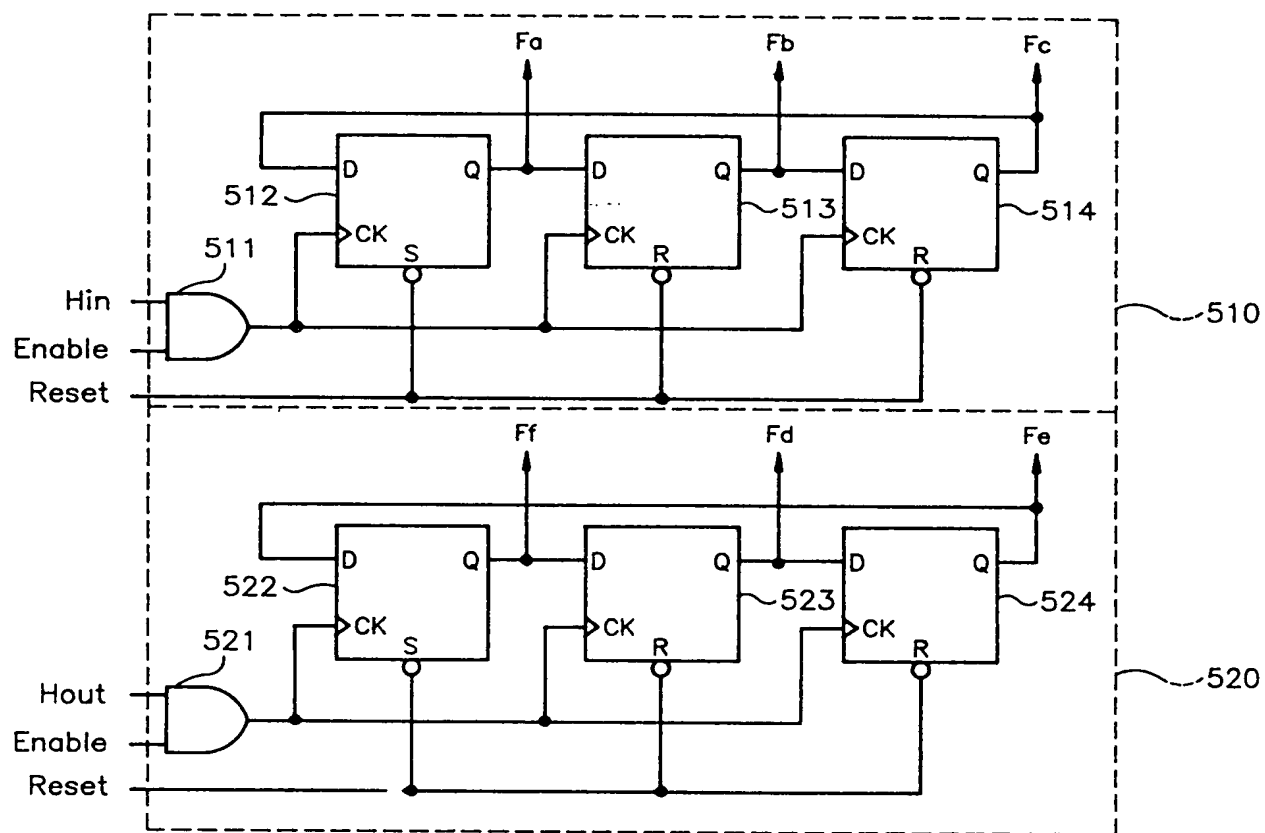 Fa Fb Fc
D Q D Q D Q
512 513 514
CK CK CK
511 S R R
Hin
510
Enable
Reset
Ff Fd Fe
D Q D Q D Q
522 523 524
CK CK CK
521 S R R
Hout
520
Enable
Reset